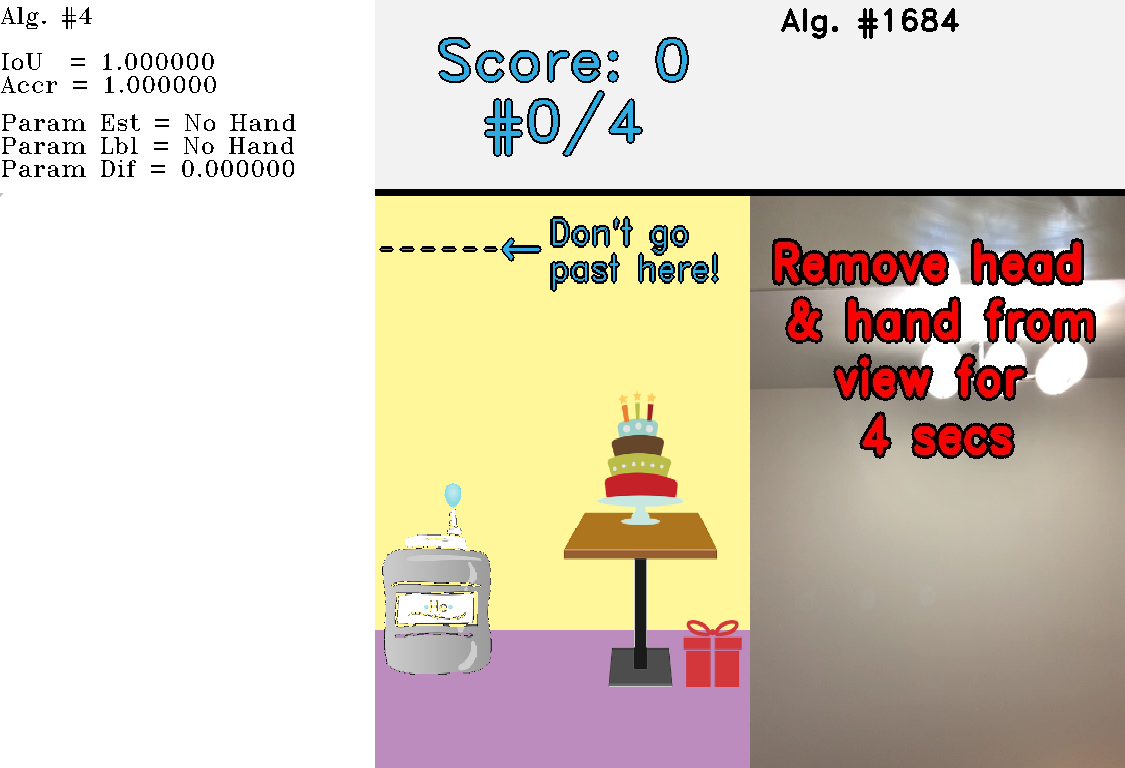 Alg. #4
IoU = 1.000000
Accr = 1.000000
Param Est = No Hand
Param Lbl = No Hand
Param Dif = 0.000000
Score: 0
#0/4
Alg. #1684
Don't go
past here!
Remove head
& hand from
view for
4 secs